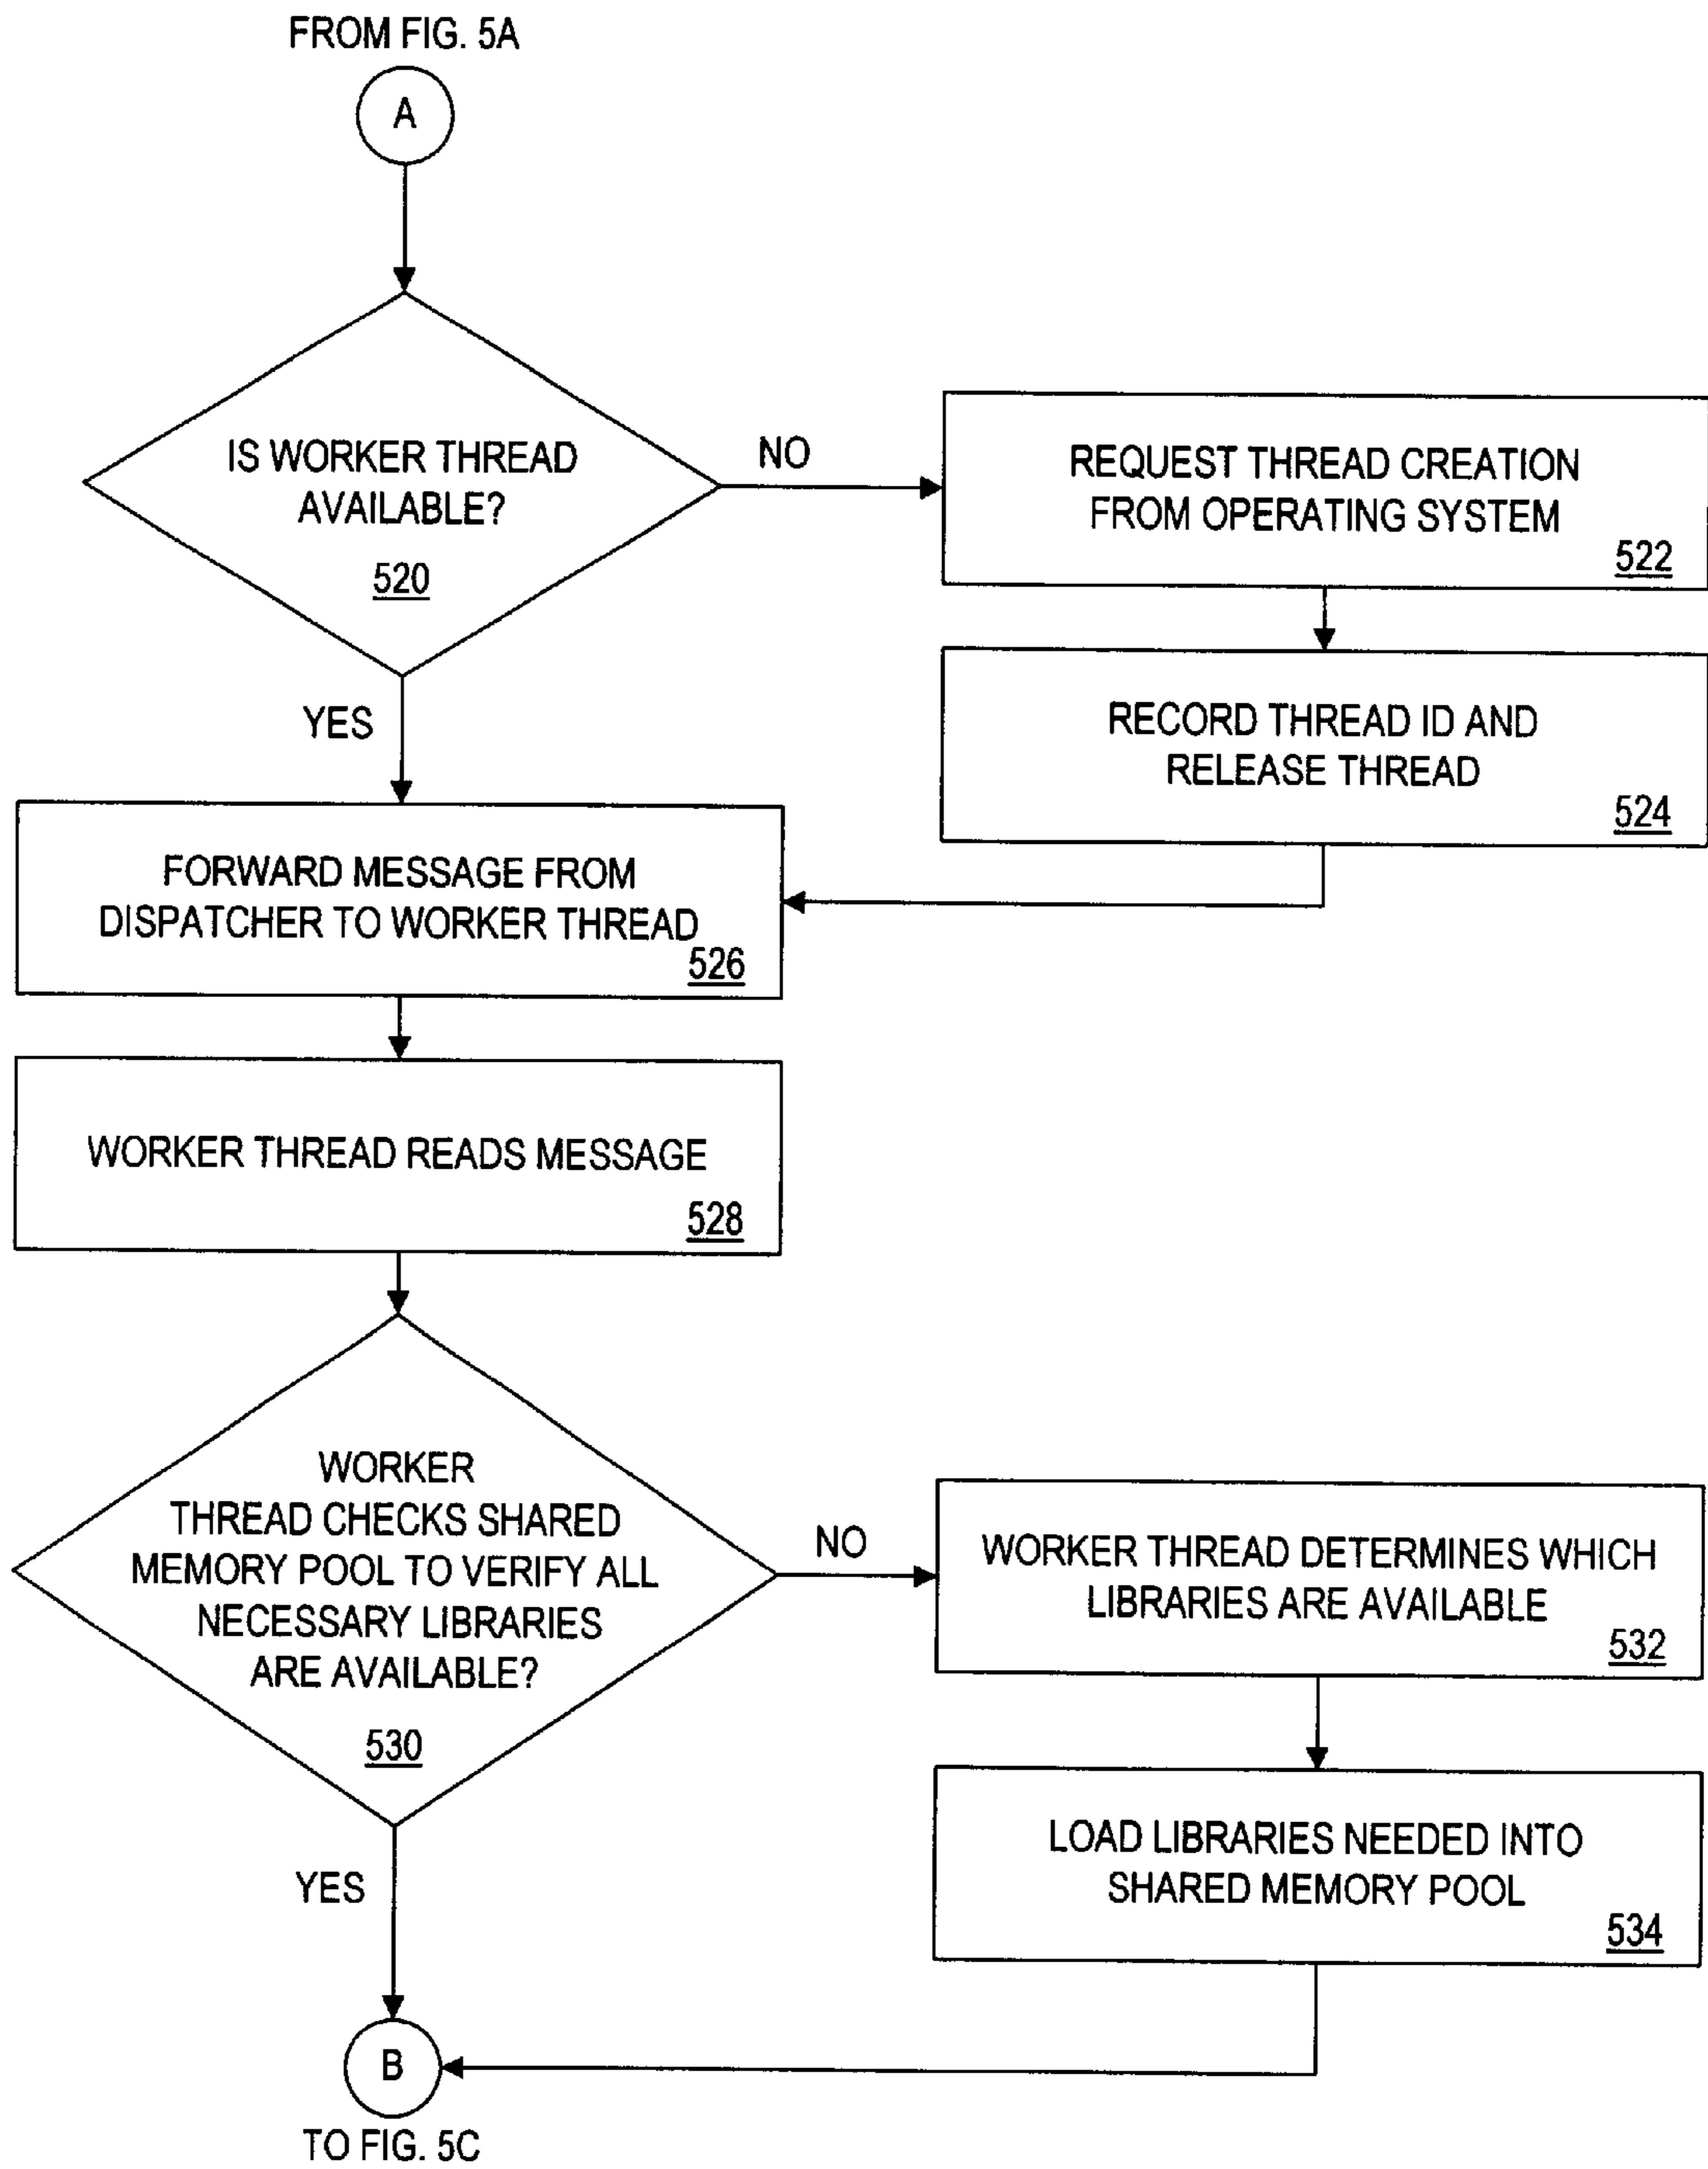 FROM FIG. 5A
A
IS WORKER THREAD
AVAILABLE?
520
NO
REQUEST THREAD CREATION
FROM OPERATING SYSTEM
522
YES
RECORD THREAD ID AND
RELEASE THREAD
524
FORWARD MESSAGE FROM
DISPATCHER TO WORKER THREAD
526
WORKER THREAD READS MESSAGE
528
WORKER
THREAD CHECKS SHARED
MEMORY POOL TO VERIFY ALL
NECESSARY LIBRARIES
ARE AVAILABLE?
530
NO
WORKER THREAD DETERMINES WHICH
LIBRARIES ARE AVAILABLE
532
YES
LOAD LIBRARIES NEEDED INTO
SHARED MEMORY POOL
534
B
TO FIG. 5C